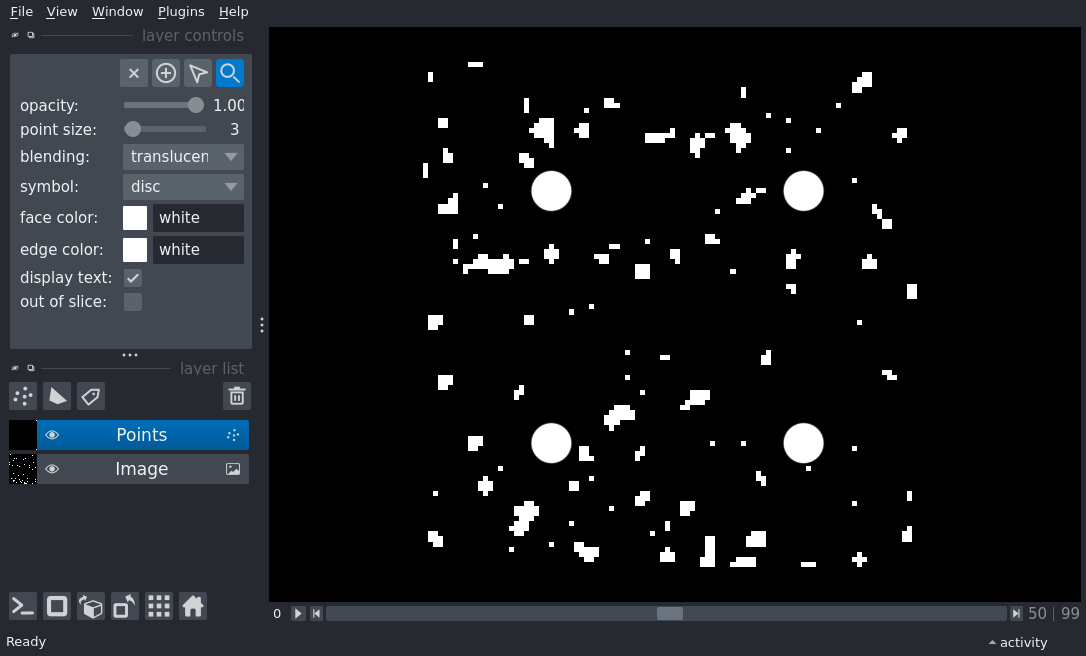 File View Window Plugins Help
layer controls
opacity: 1.00
point size: 3
blending: translucen
symbol: disc
face color: white
edge color: white
display text:
out of slice:
layer list
Points
Image
0 50 | 99
Ready activity